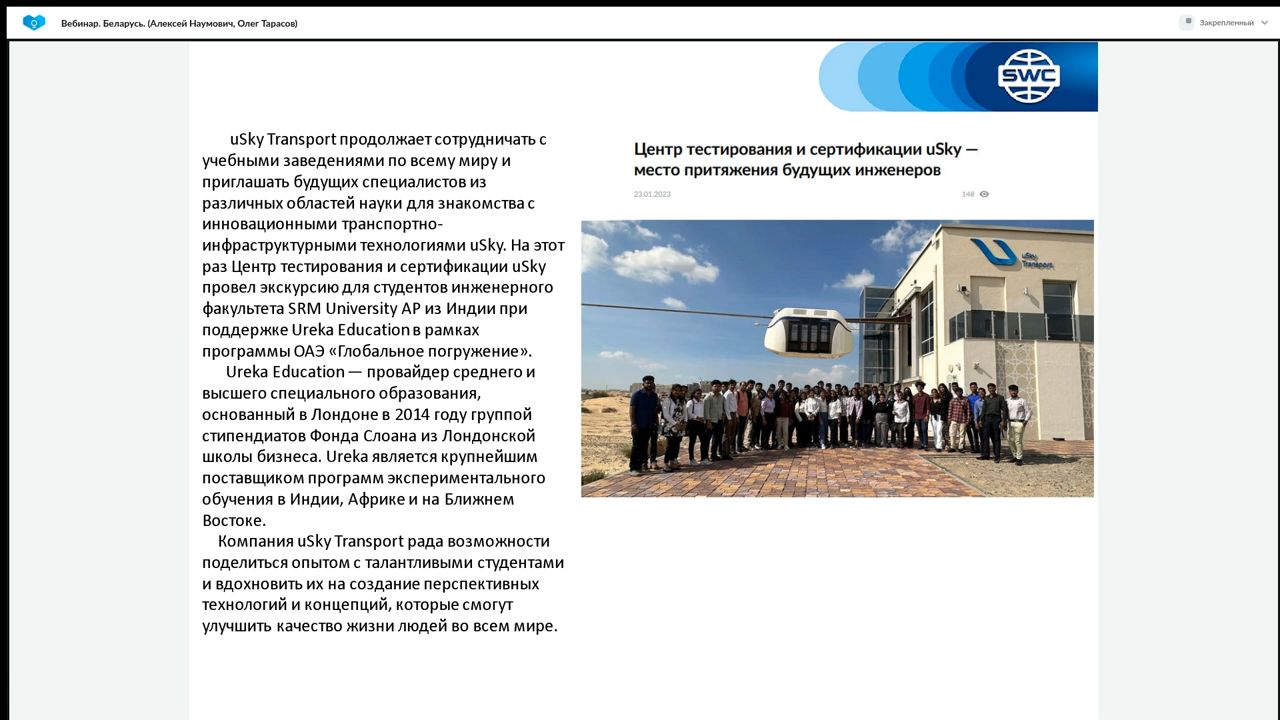 Вебинар. Беларусь. (Алексей Наумович, Олег Тарасов)
Закрепленный
SWC
uSky Transport продолжает сотрудничать с
учебными заведениями по всему миру и
приглашать будущих специалистов из
различных областей науки для знакомства с
инновационными транспортно-
инфраструктурными технологиями uSky. На этот
раз Центр тестирования и сертификации uSky
провел экскурсию для студентов инженерного
факультета SRM University AP из Индии при
поддержке Ureka Education в рамках
программы ОАЭ «Глобальное погружение».
Ureka Education — провайдер среднего и
высшего специального образования,
основанный в Лондоне в 2014 году группой
стипендиатов Фонда Слоана из Лондонской
школы бизнеса. Ureka является крупнейшим
поставщиком программ экспериментального
обучения в Индии, Африке и на Ближнем
Востоке.
Компания uSky Transport рада возможности
поделиться опытом с талантливыми студентами
и вдохновить их на создание перспективных
технологий и концепций, которые смогут
улучшить качество жизни людей во всем мире.
Центр тестирования и сертификации uSky —
место притяжения будущих инженеров
23.01.2023
148
uSky
Transport